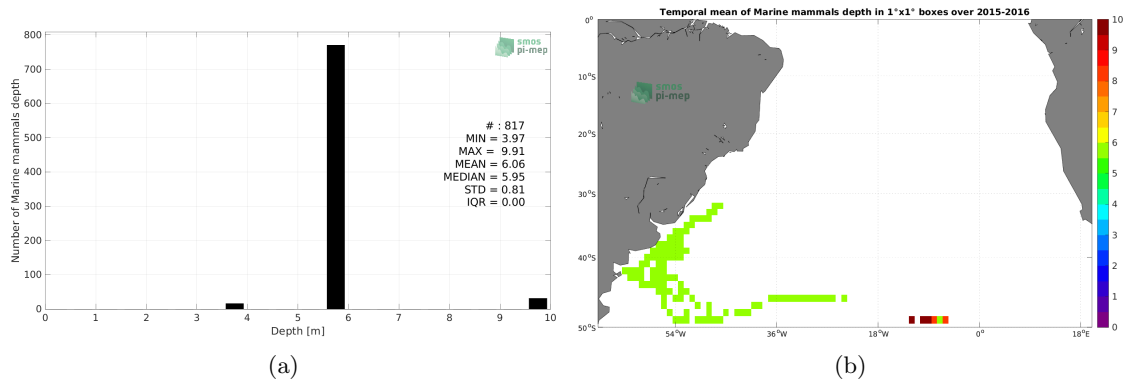 800
700
600
500
400
300
200
100
0
Number of Marine mammals depth
smos
pi-mep
# : 817
MIN = 3.97
MAX = 9.91
MEAN = 6.06
MEDIAN = 5.95
STD = 0.81
IQR = 0.00
0 1 2 3 4 5 6 7 8 9 10
Depth [m]
(a)
Temporal mean of Marine mammals depth in 1°x1° boxes over 2015-2016
smos
pi-mep
0°
10°S
20°S
30°S
40°S
50°S
54°W 36°W 18°W 0° 18°E
10
9
8
7
6
5
4
3
2
1
0
(b)